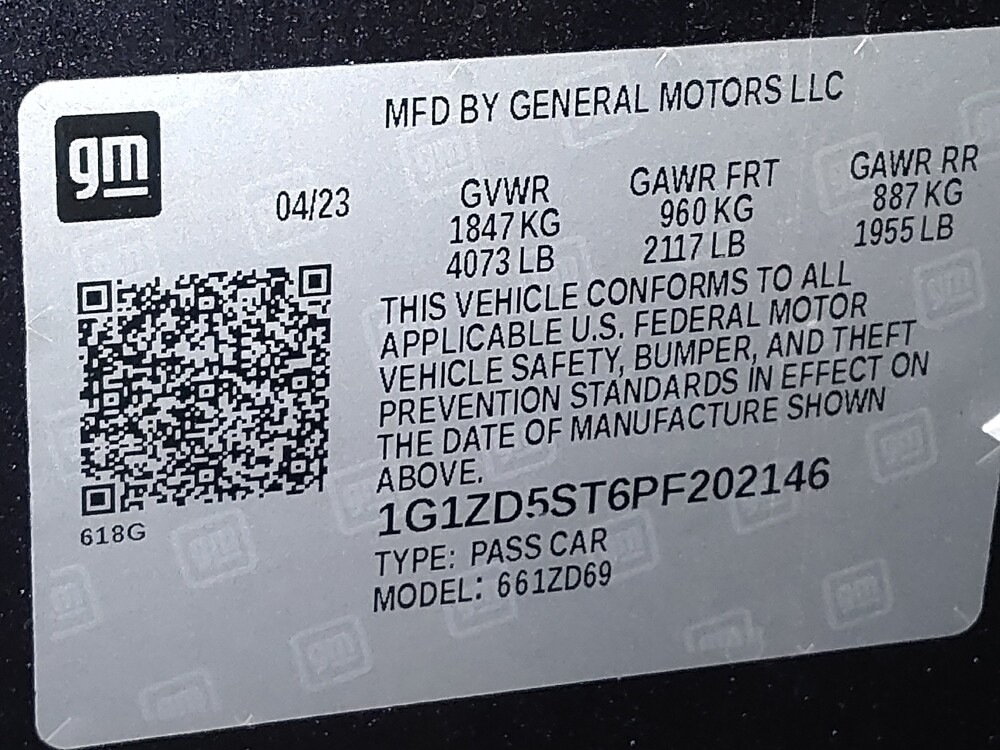 gm
MFD BY GENERAL MOTORS LLC
04/23
GVWR
1847 KG
4073 LB
GAWR FRT
960 KG
2117 LB
GAWR RR
887 KG
1955 LB
THIS VEHICLE CONFORMS TO ALL
APPLICABLE U.S. FEDERAL MOTOR
VEHICLE SAFETY, BUMPER, AND THEFT
PREVENTION STANDARDS IN EFFECT ON
THE DATE OF MANUFACTURE SHOWN
ABOVE.
1G1ZD5ST6PF202146
TYPE: PASS CAR
MODEL: 661ZD69
618G